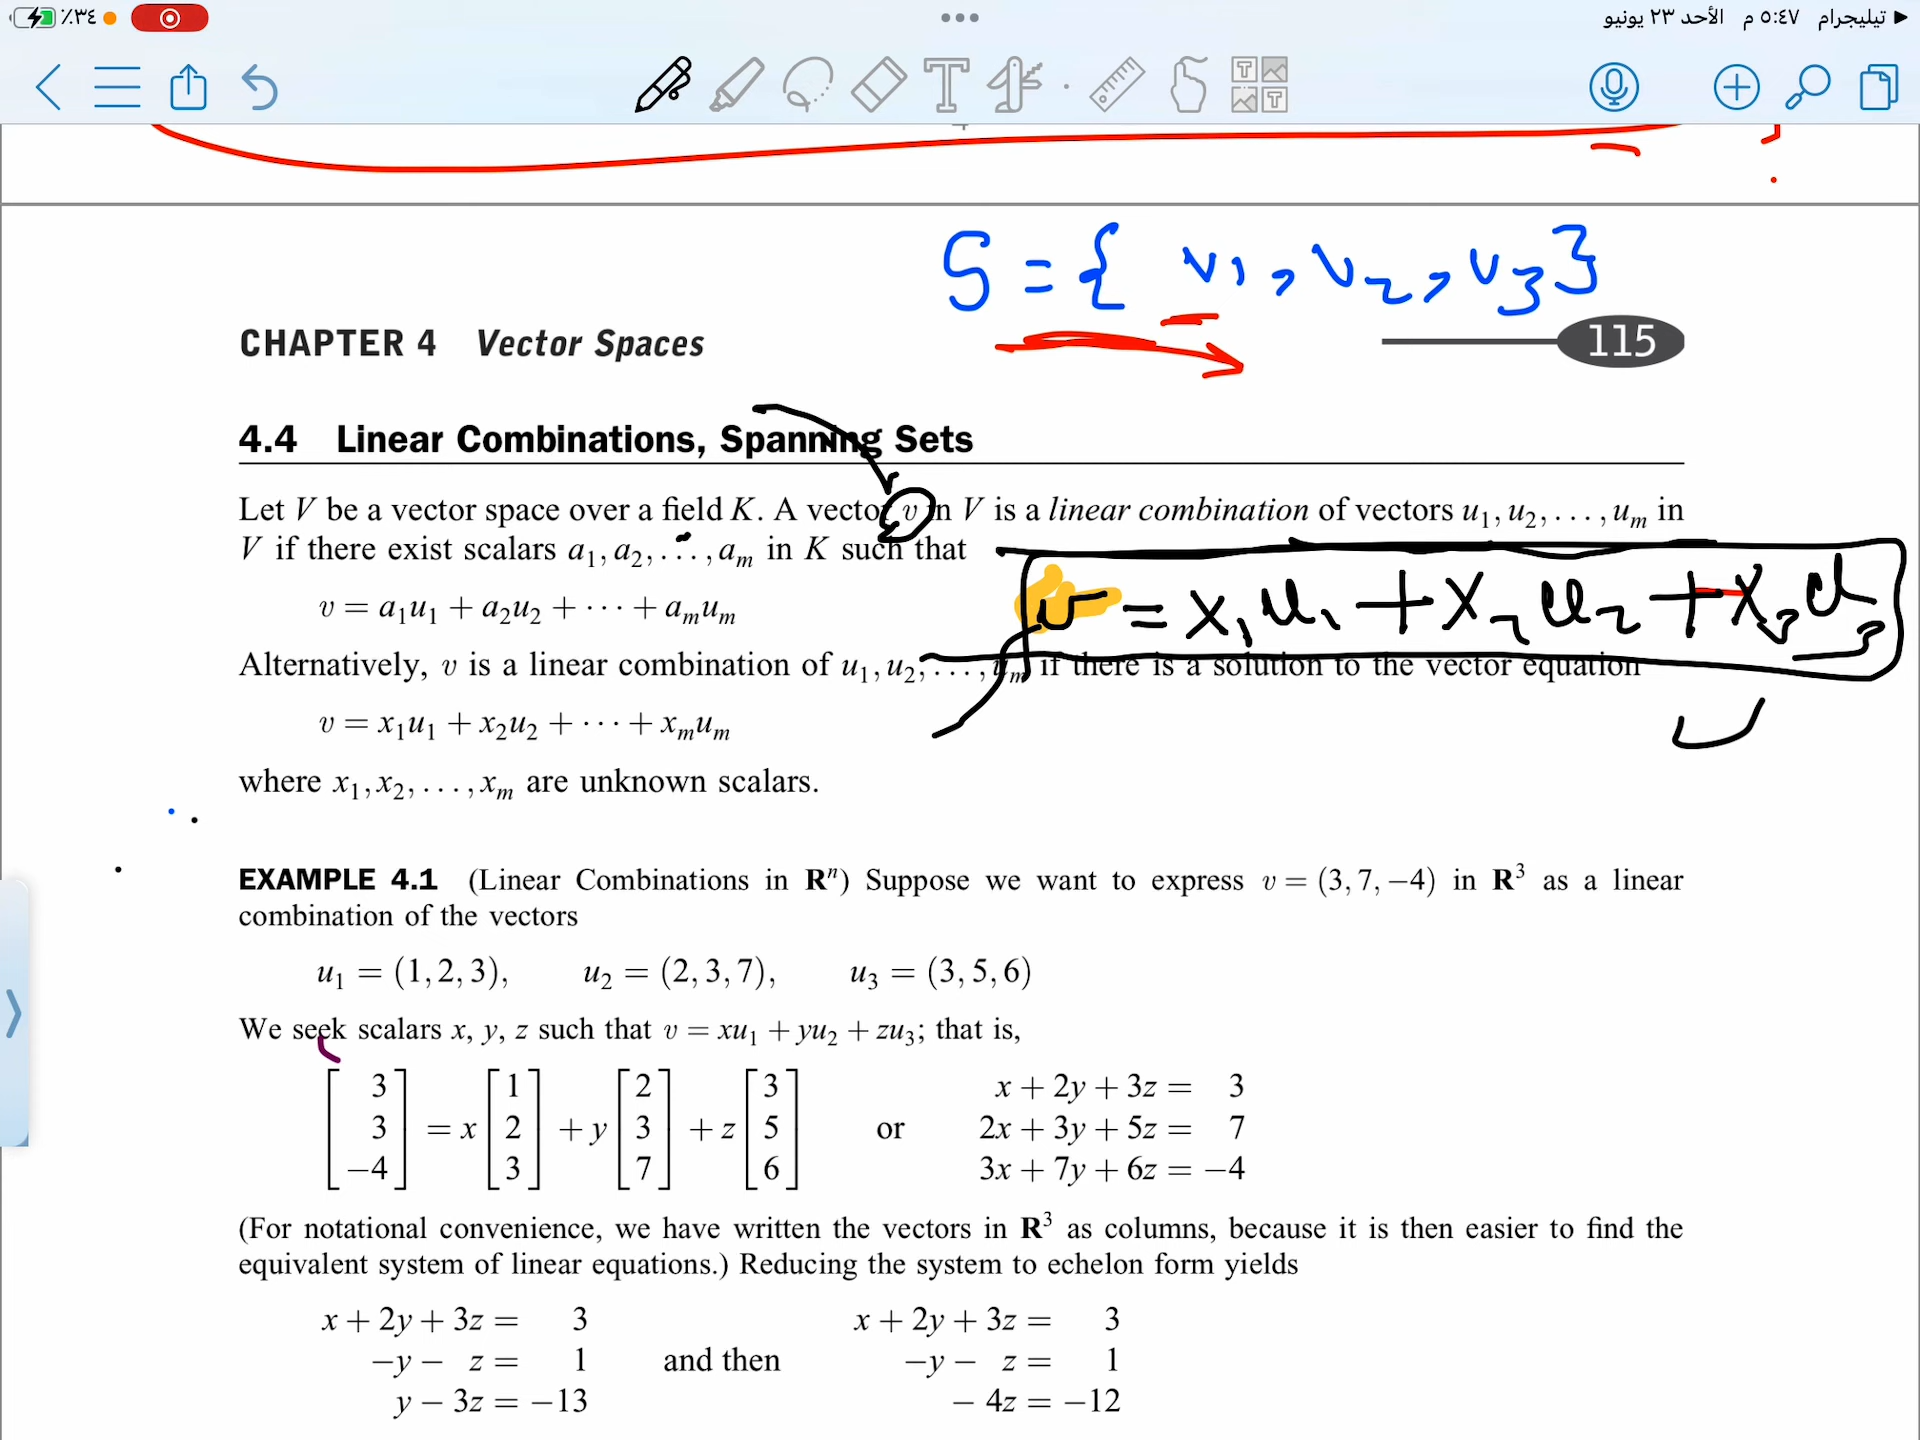 ٪٣٤
تيليجرام ٥:٤٧ م الأحد ٢٣ يونيو
S = { v1, v2, v3 }
CHAPTER 4 Vector Spaces 115
4.4 Linear Combinations, Spanning Sets
Let V be a vector space over a field K. A vector v in V is a linear combination of vectors u₁, u₂, . . . , uₘ in
V if there exist scalars a₁, a₂, . . . , aₘ in K such that
v = a₁u₁ + a₂u₂ + · · · + aₘuₘ
v = x₁u₁ + x₂u₂ + x₃u₃
Alternatively, v is a linear combination of u₁, u₂, . . . , uₘ if there is a solution to the vector equation
v = x₁u₁ + x₂u₂ + · · · + xₘuₘ
where x₁, x₂, . . . , xₘ are unknown scalars.
EXAMPLE 4.1 (Linear Combinations in Rⁿ) Suppose we want to express v = (3, 7, −4) in R³ as a linear
combination of the vectors
u₁ = (1, 2, 3), u₂ = (2, 3, 7), u₃ = (3, 5, 6)
We seek scalars x, y, z such that v = xu₁ + yu₂ + zu₃; that is,
3 1 2 3 x + 2y + 3z = 3
3 = x 2 + y 3 + z 5 or 2x + 3y + 5z = 7
−4 3 7 6 3x + 7y + 6z = −4
(For notational convenience, we have written the vectors in R³ as columns, because it is then easier to find the
equivalent system of linear equations.) Reducing the system to echelon form yields
x + 2y + 3z = 3 x + 2y + 3z = 3
−y − z = 1 and then −y − z = 1
y − 3z = −13 − 4z = −12